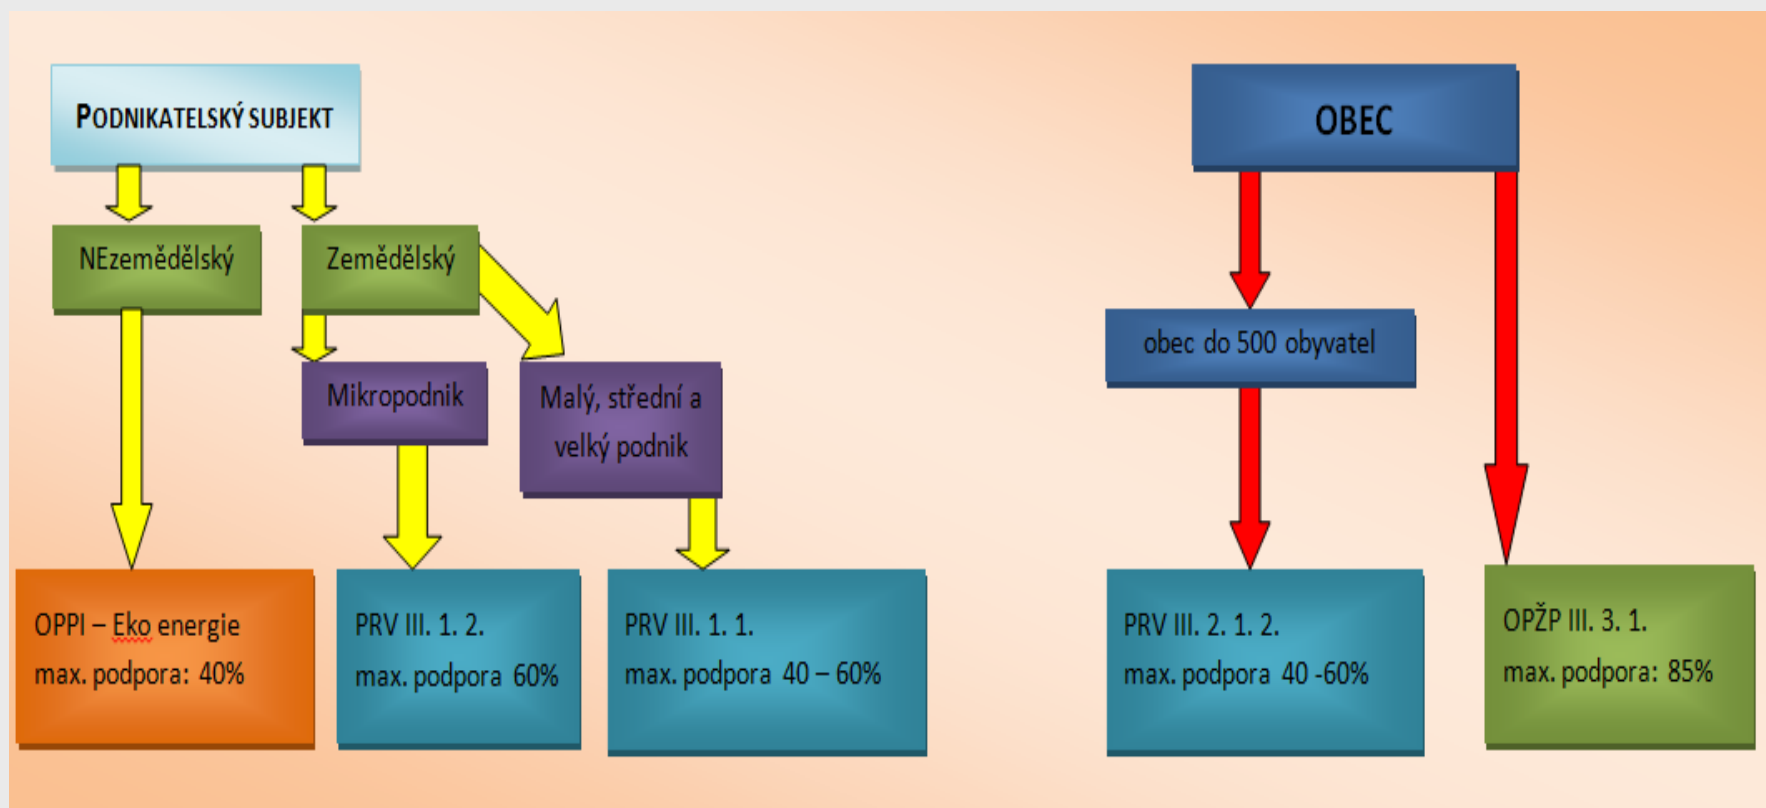 PODNIKATELSKÝ SUBJEKT
OBEC
NEzemědělský
Zemědělský
obec do 500 obyvatel
Mikropodnik
Malý, střední a
velký podnik
OPPI – Eko energie
max. podpora: 40%
PRV III. 1. 2.
max. podpora 60%
PRV III. 1. 1.
max. podpora 40 – 60%
PRV III. 2. 1. 2.
max. podpora 40 -60%
OPŽP III. 3. 1.
max. podpora: 85%